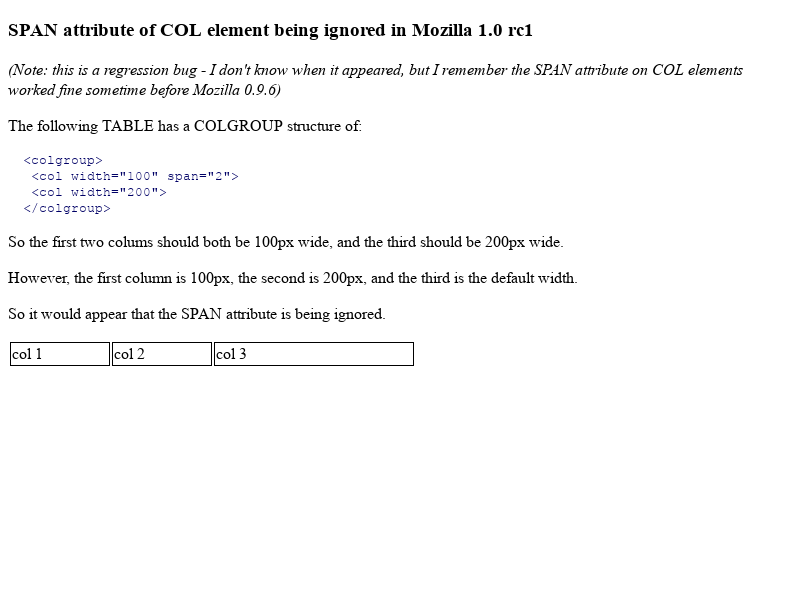 SPAN attribute of COL element being ignored in Mozilla 1.0 rc1
(Note: this is a regression bug - I don't know when it appeared, but I remember the SPAN attribute on COL elements
worked fine sometime before Mozilla 0.9.6)
The following TABLE has a COLGROUP structure of:
<colgroup>
<col width="100" span="2">
<col width="200">
</colgroup>
So the first two colums should both be 100px wide, and the third should be 200px wide.
However, the first column is 100px, the second is 200px, and the third is the default width.
So it would appear that the SPAN attribute is being ignored.
col 1 col 2 col 3